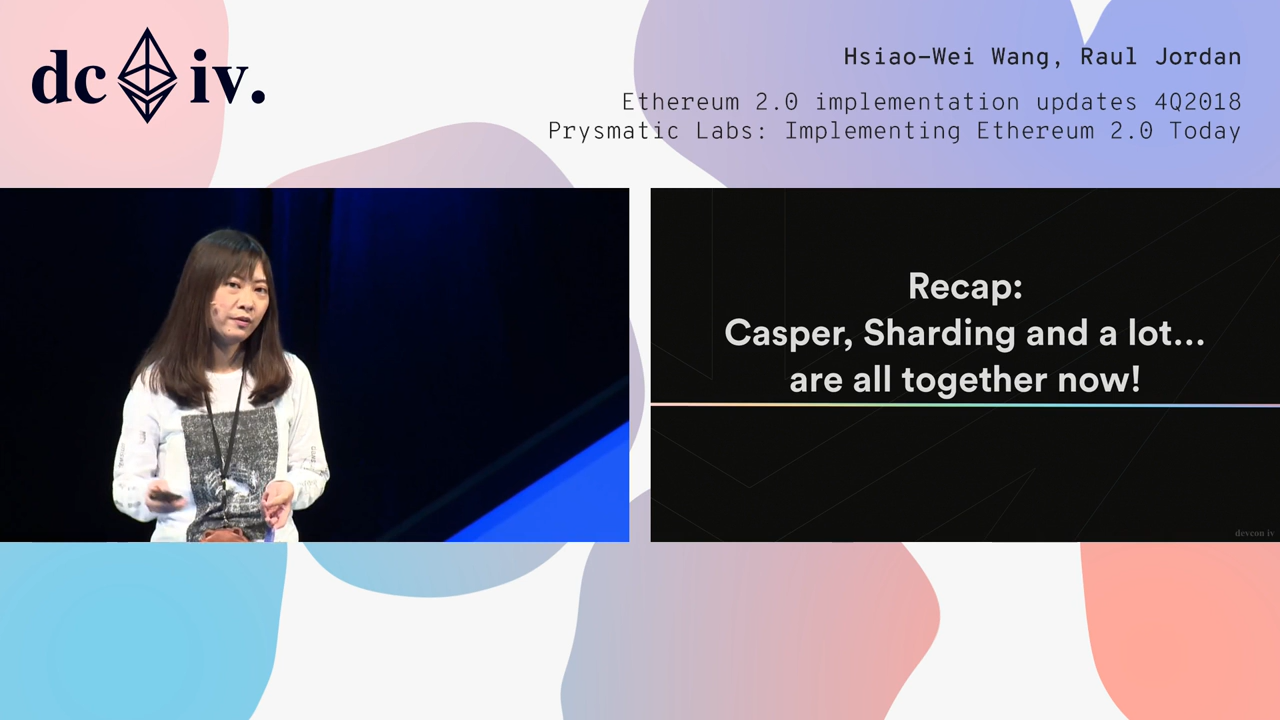 dc iv.
Hsiao-Wei Wang, Raul Jordan
Ethereum 2.0 implementation updates 4Q2018
Prysmatic Labs: Implementing Ethereum 2.0 Today
Recap:
Casper, Sharding and a lot...
are all together now!
devcon iv